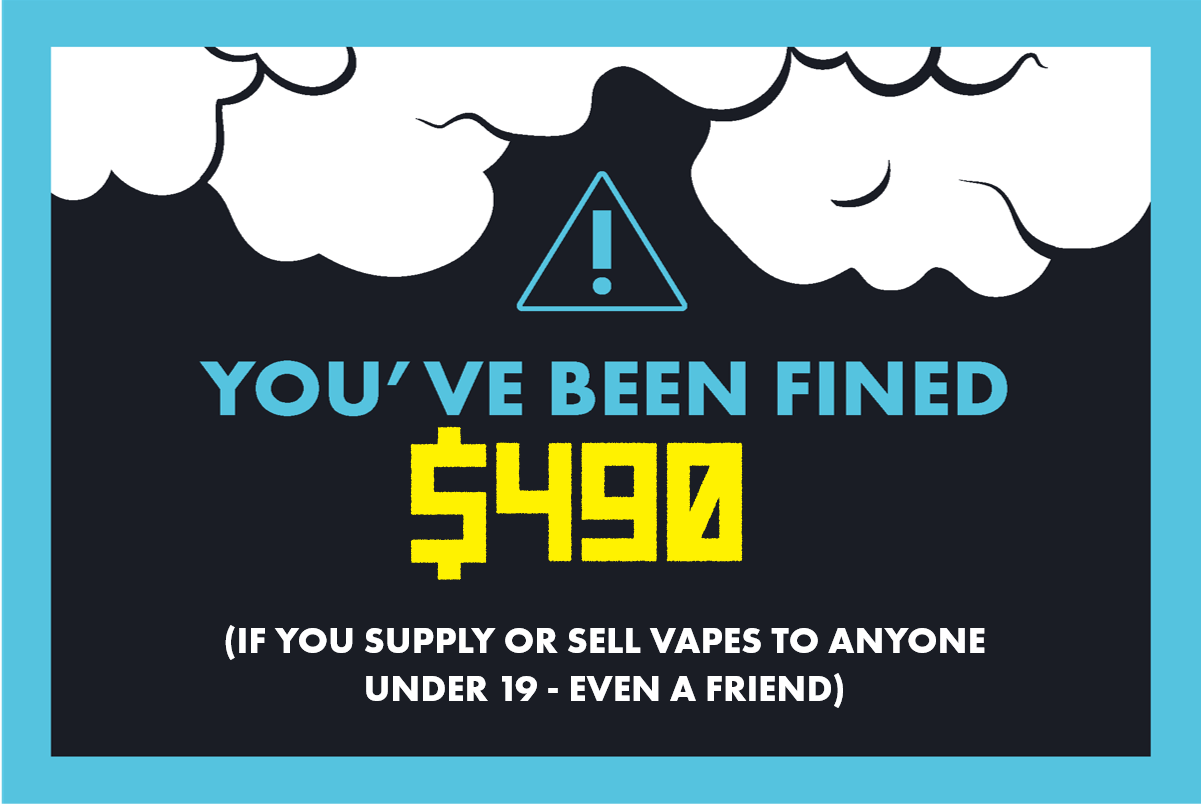 YOU'VE BEEN FINED
$490
(IF YOU SUPPLY OR SELL VAPES TO ANYONE
UNDER 19 - EVEN A FRIEND)